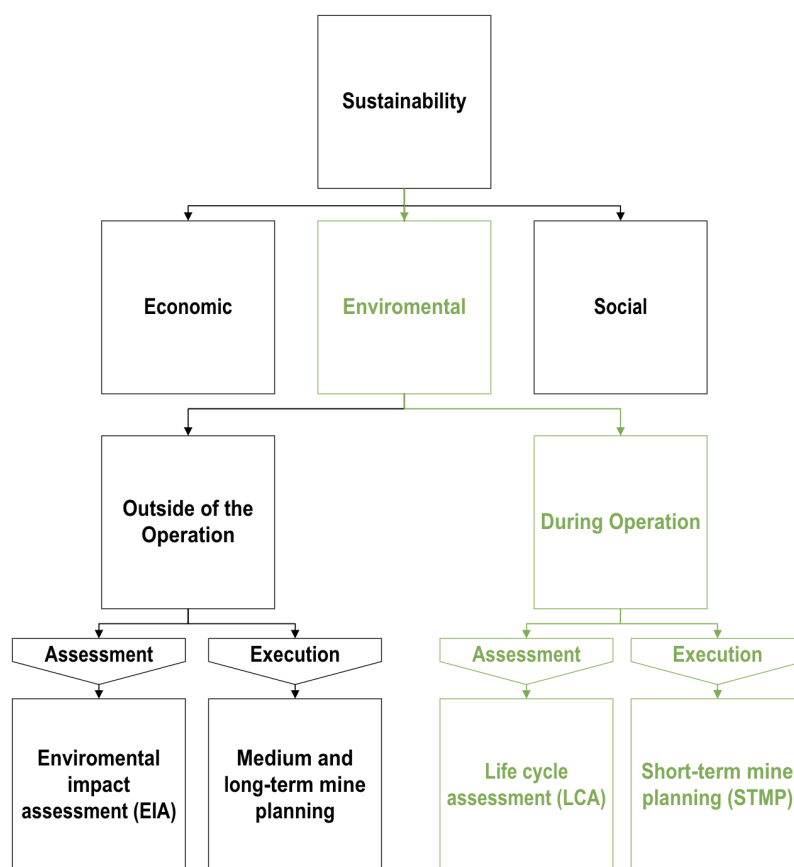 Sustainability
Economic
Enviromental
Social
Outside of the
Operation
During Operation
Assessment
Execution
Assessment
Execution
Enviromental
impact
assessment (EIA)
Medium and
long-term mine
planning
Life cycle
assessment (LCA)
Short-term mine
planning (STMP)